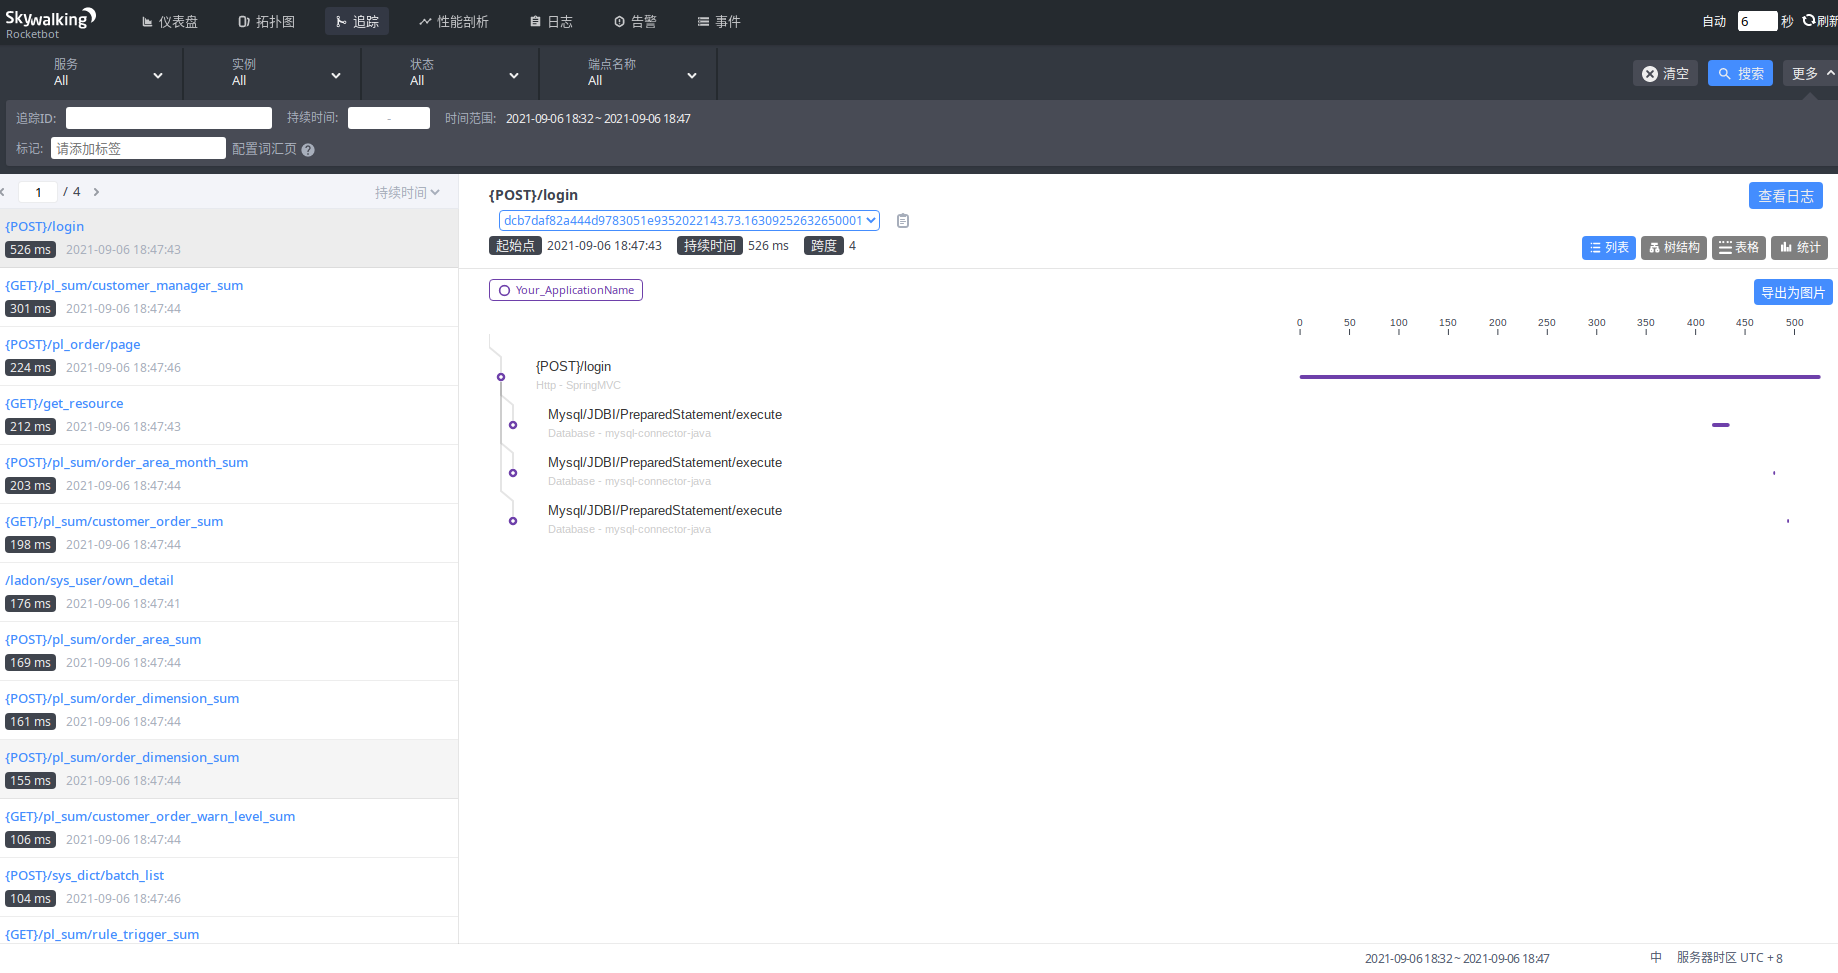 Skywalking
Rocketbot
仪表盘
拓扑图
追踪
性能剖析
日志
告警
事件
自动 6 秒 刷新
服务
All
实例
All
状态
All
端点名称
All
清空
搜索
更多
追踪ID:
持续时间: -
时间范围: 2021-09-06 18:32 ~ 2021-09-06 18:47
标记: 请添加标签 配置词汇页 ?
1 / 4
持续时间
{POST}/login
526 ms 2021-09-06 18:47:43
{GET}/pl_sum/customer_manager_sum
301 ms 2021-09-06 18:47:44
{POST}/pl_order/page
224 ms 2021-09-06 18:47:46
{GET}/get_resource
212 ms 2021-09-06 18:47:43
{POST}/pl_sum/order_area_month_sum
203 ms 2021-09-06 18:47:44
{GET}/pl_sum/customer_order_sum
198 ms 2021-09-06 18:47:44
/ladon/sys_user/own_detail
176 ms 2021-09-06 18:47:41
{POST}/pl_sum/order_area_sum
169 ms 2021-09-06 18:47:44
{POST}/pl_sum/order_dimension_sum
161 ms 2021-09-06 18:47:44
{POST}/pl_sum/order_dimension_sum
155 ms 2021-09-06 18:47:44
{GET}/pl_sum/customer_order_warn_level_sum
106 ms 2021-09-06 18:47:44
{POST}/sys_dict/batch_list
104 ms 2021-09-06 18:47:46
{GET}/pl_sum/rule_trigger_sum
{POST}/login
查看日志
dcb7daf82a444d9783051e9352022143.73.16309252632650001
起始点 2021-09-06 18:47:43 持续时间 526 ms 跨度 4
列表 树结构 表格 统计
Your_ApplicationName
导出为图片
0 50 100 150 200 250 300 350 400 450 500
{POST}/login
Http - SpringMVC
Mysql/JDBI/PreparedStatement/execute
Database - mysql-connector-java
Mysql/JDBI/PreparedStatement/execute
Database - mysql-connector-java
Mysql/JDBI/PreparedStatement/execute
Database - mysql-connector-java
2021-09-06 18:32 ~ 2021-09-06 18:47
中
服务器时区 UTC + 8